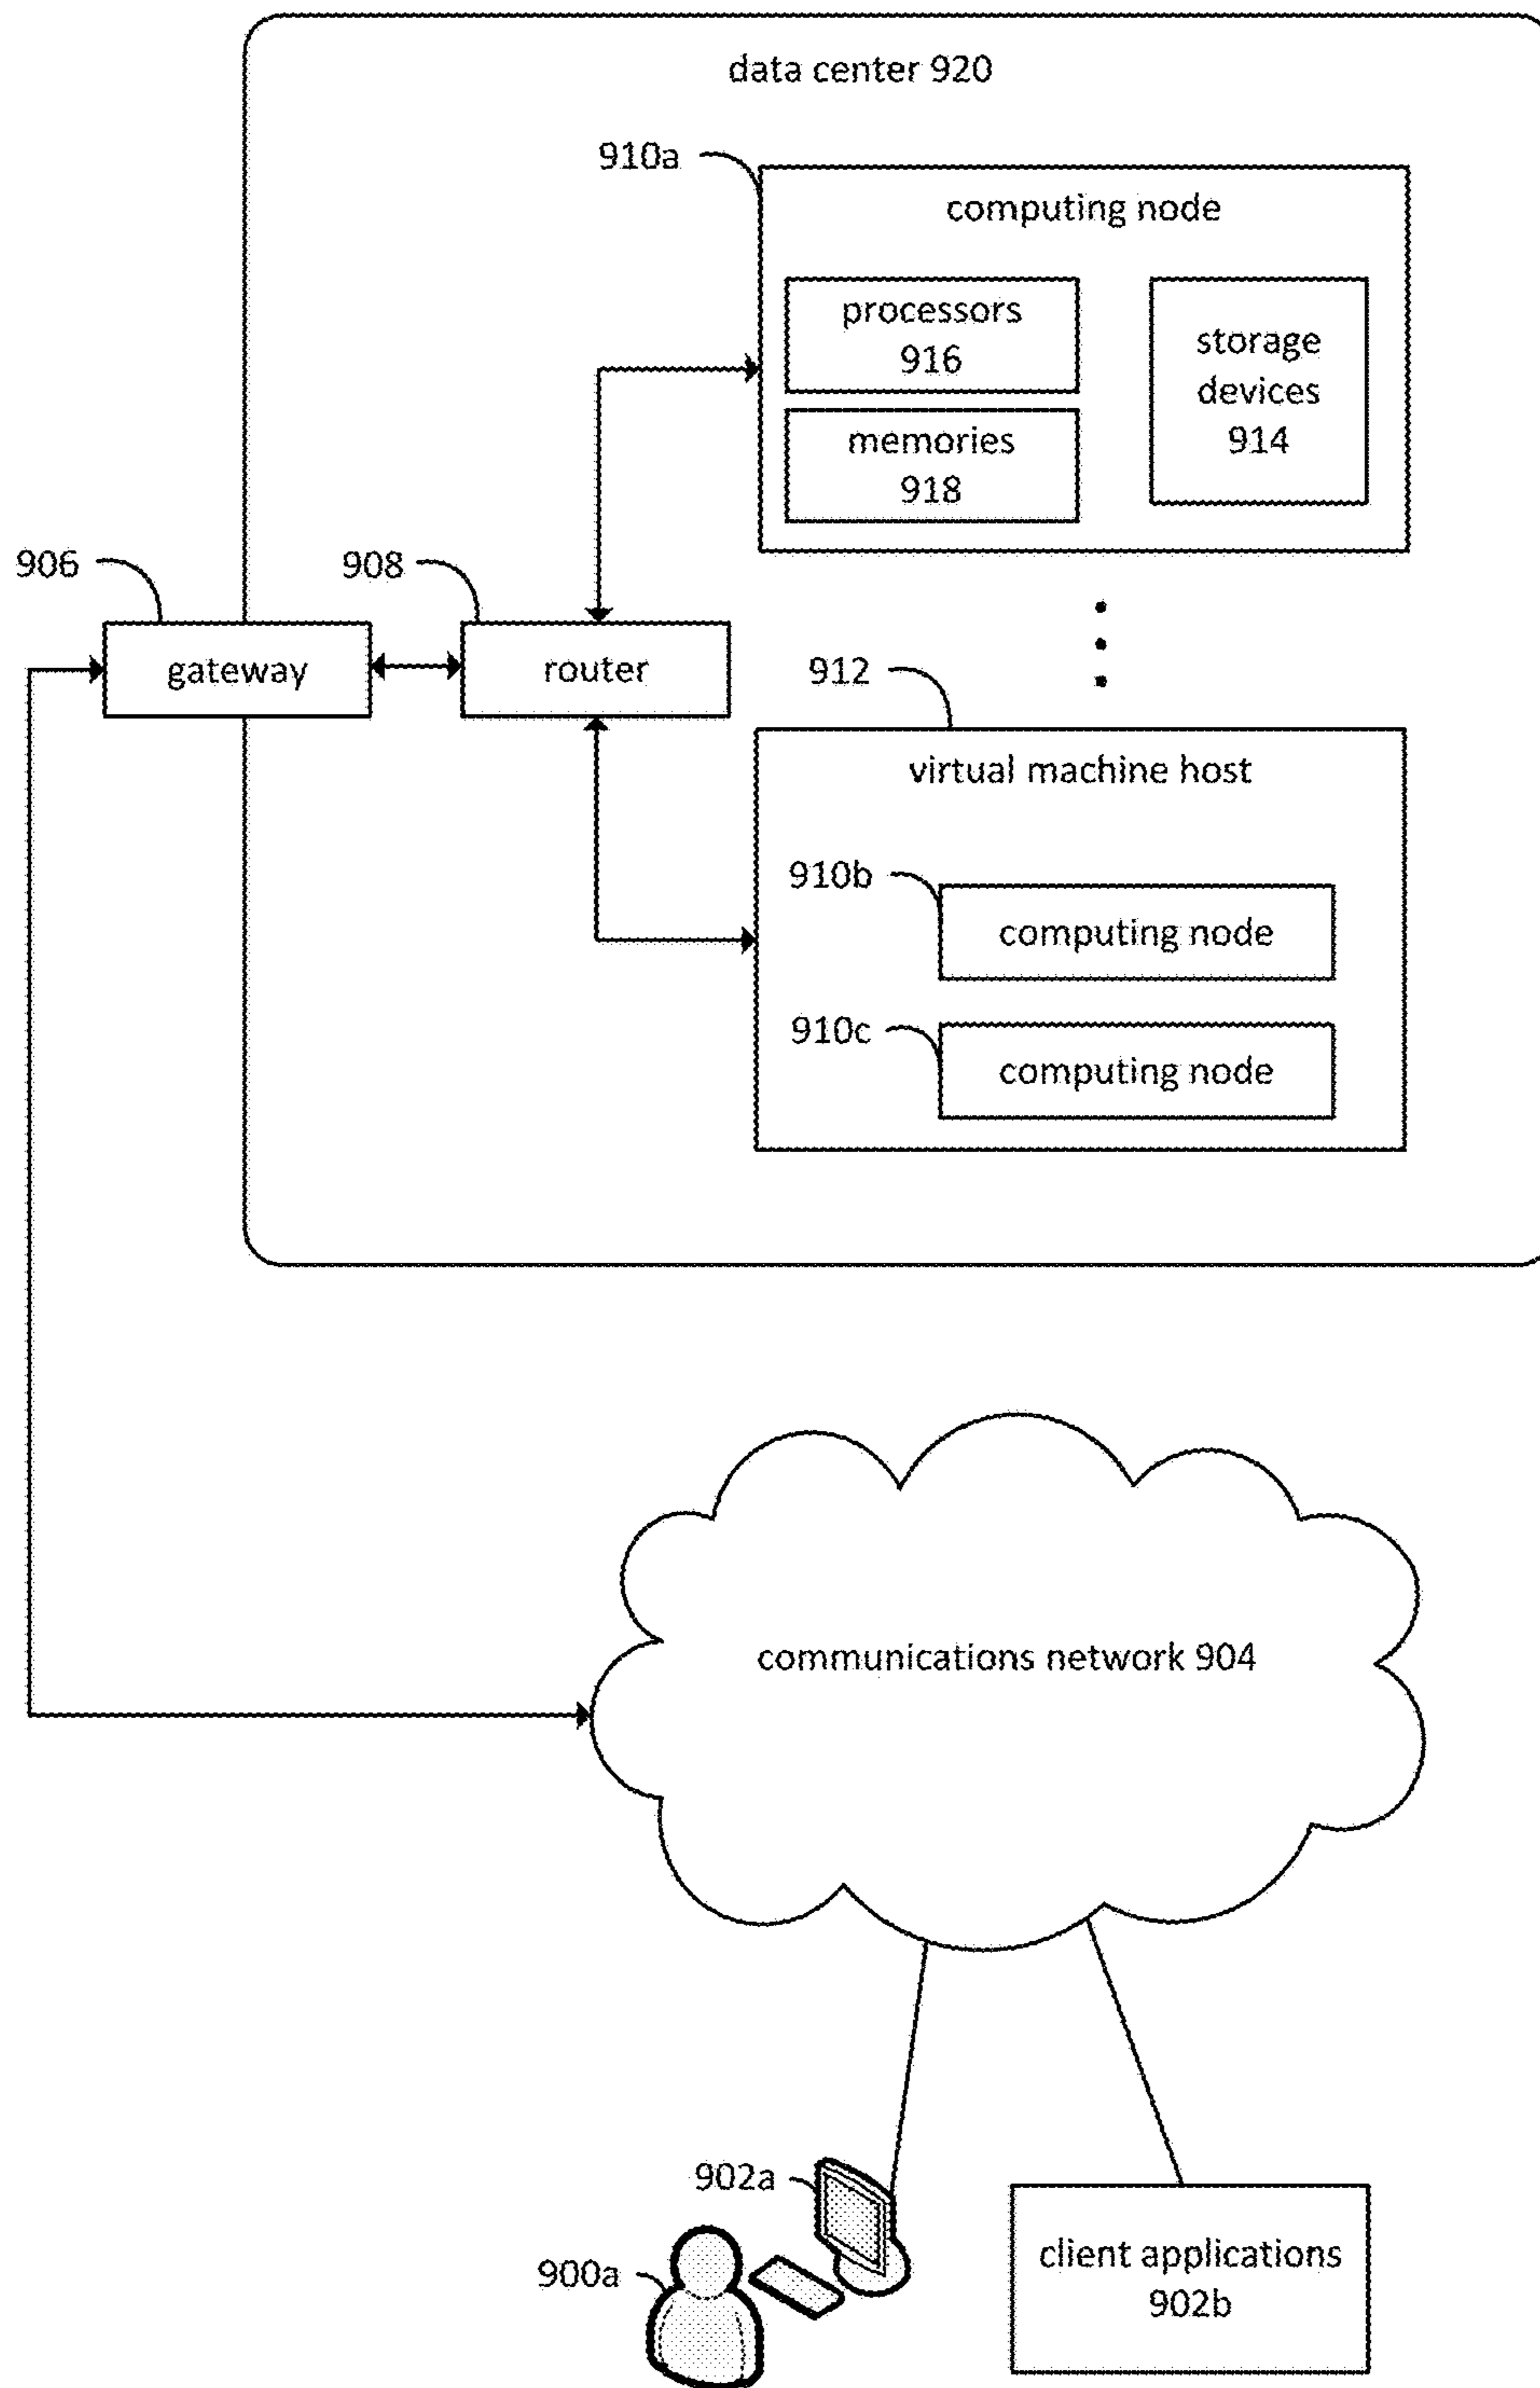 data center 920
910a
computing node
processors
916
storage
devices
914
memories
918
906
908
gateway
router
912
virtual machine host
910b
computing node
910c
computing node
communications network 904
902a
900a
client applications
902b